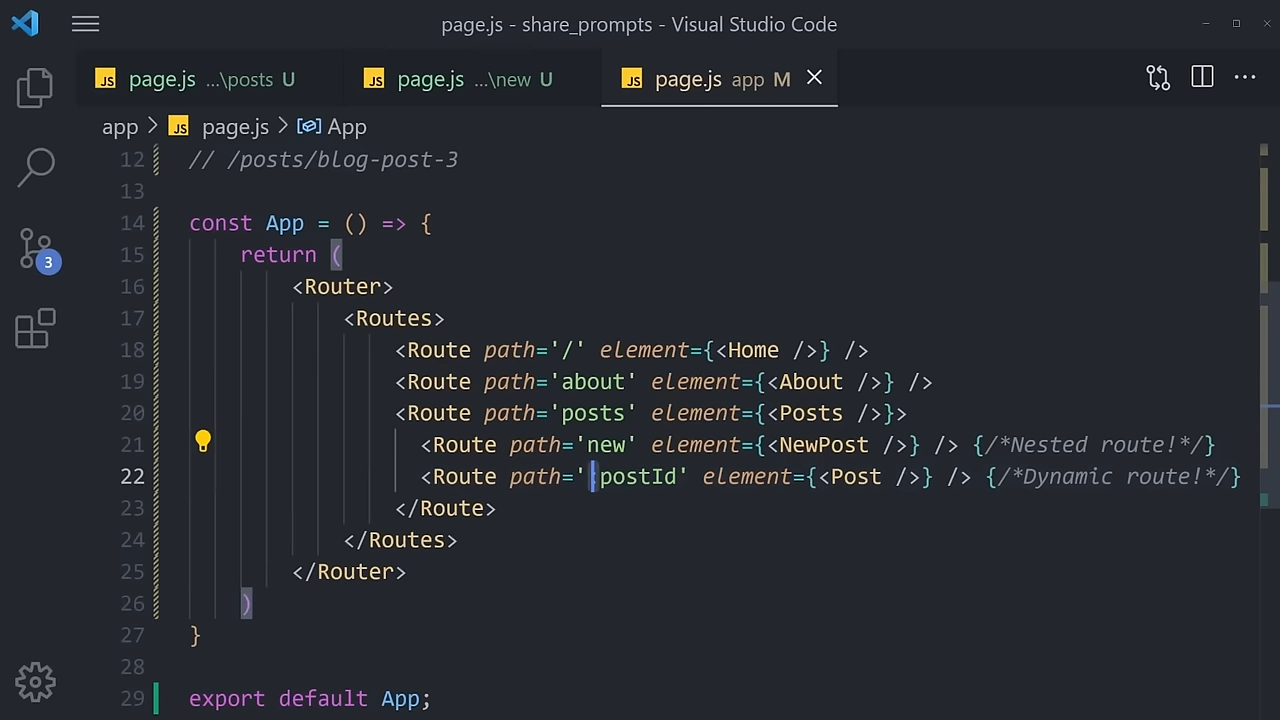 page.js - share_prompts - Visual Studio Code
JS page.js ...\posts U JS page.js ...\new U JS page.js app M
app > JS page.js > App
12 // /posts/blog-post-3
13
14 const App = () => {
15 return (
16 <Router>
17 <Routes>
18 <Route path='/' element={<Home />} />
19 <Route path='about' element={<About />} />
20 <Route path='posts' element={<Posts />}>
21 <Route path='new' element={<NewPost />} /> {/*Nested route!*/}
22 <Route path=':postId' element={<Post />} /> {/*Dynamic route!*/}
23 </Route>
24 </Routes>
25 </Router>
26 )
27 }
28
29 export default App;
3